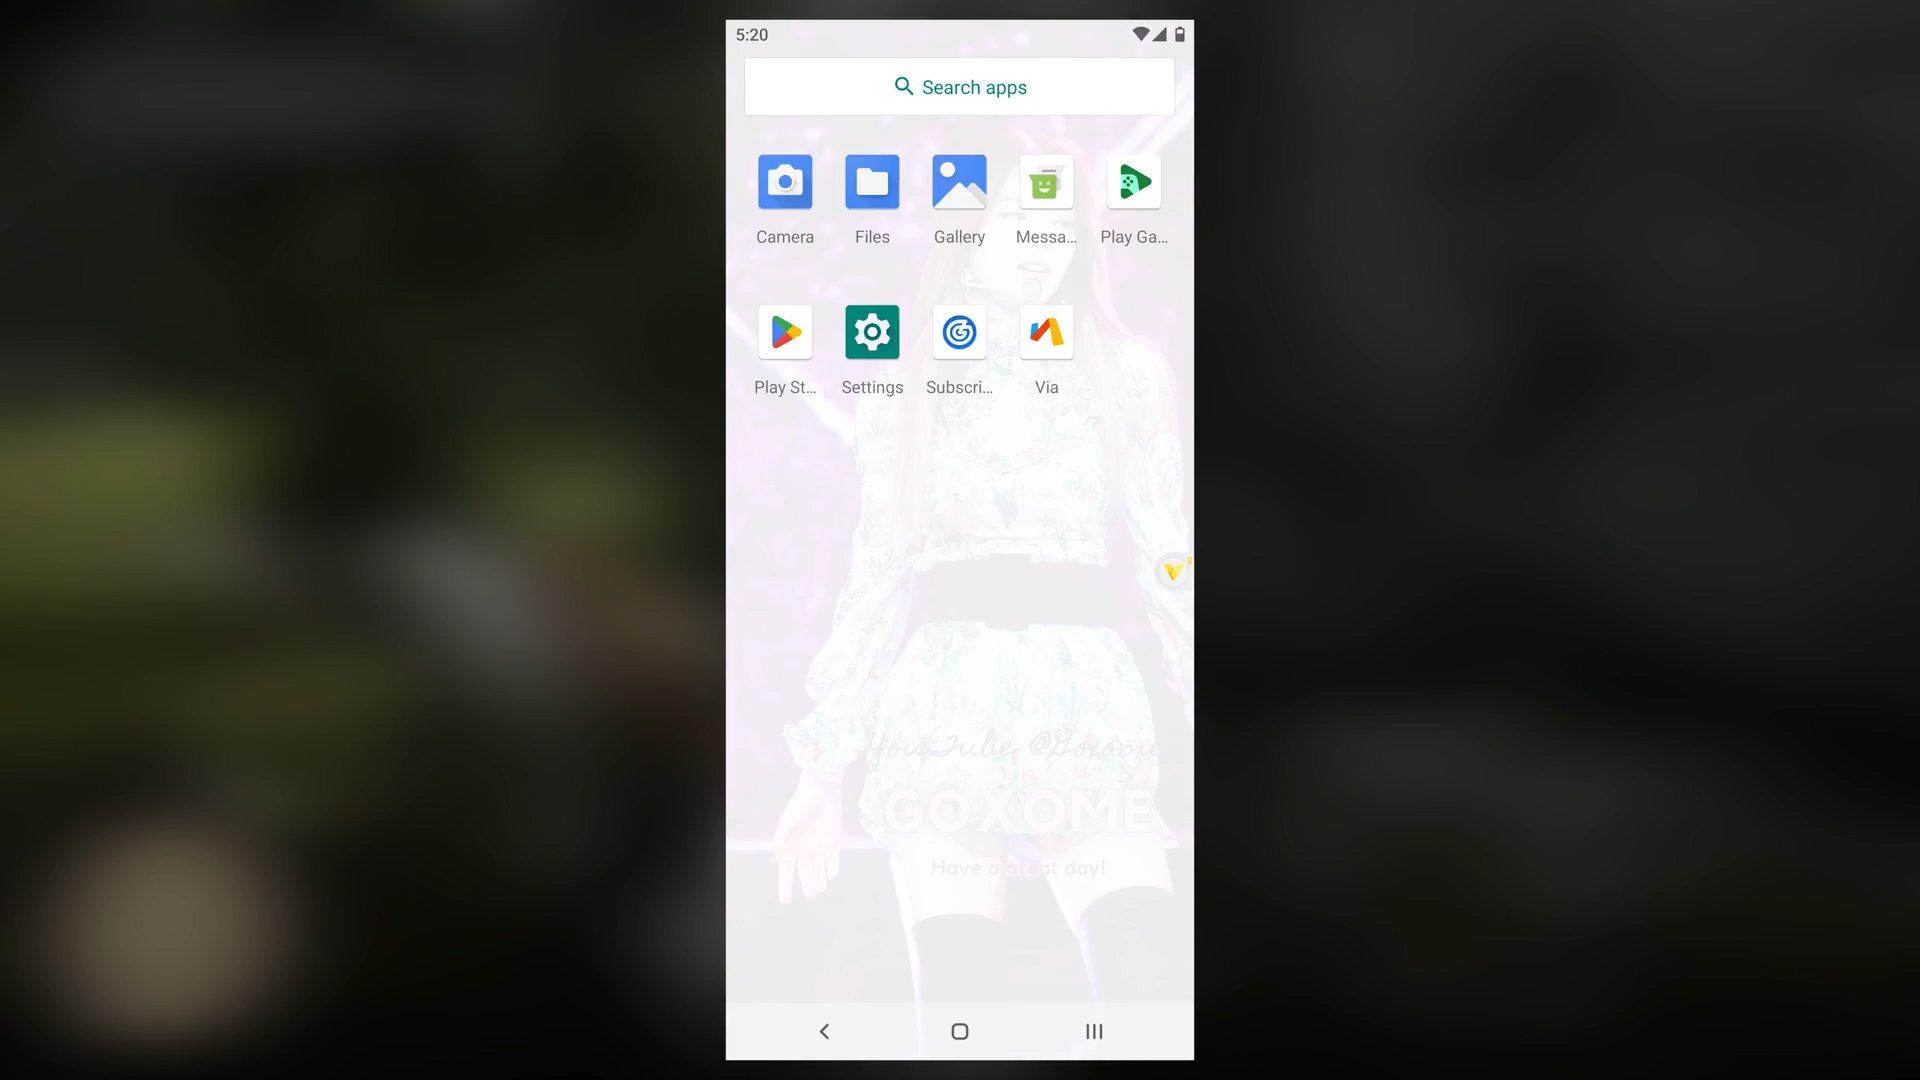 5:20
Search apps
Camera Files Gallery Messa... Play Ga...
Play St... Settings Subscri... Via
YouTube @Goxome
GOXOME
Have a great day!